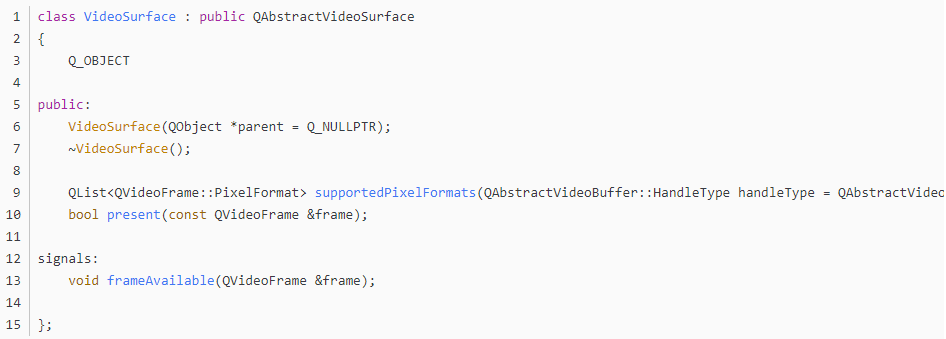 1 class VideoSurface : public QAbstractVideoSurface
2 {
3     Q_OBJECT
4
5 public:
6     VideoSurface(QObject *parent = Q_NULLPTR);
7     ~VideoSurface();
8
9     QList<QVideoFrame::PixelFormat> supportedPixelFormats(QAbstractVideoBuffer::HandleType handleType = QAbstractVideo
10     bool present(const QVideoFrame &frame);
11
12 signals:
13     void frameAvailable(QVideoFrame &frame);
14
15 };